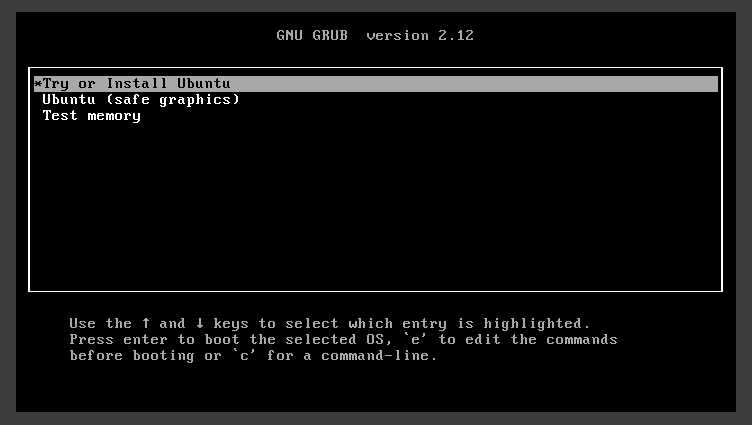 GNU GRUB  version 2.12
*Try or Install Ubuntu
Ubuntu (safe graphics)
Test memory
Use the ↑ and ↓ keys to select which entry is highlighted.
Press enter to boot the selected OS, `e' to edit the commands
before booting or `c' for a command-line.